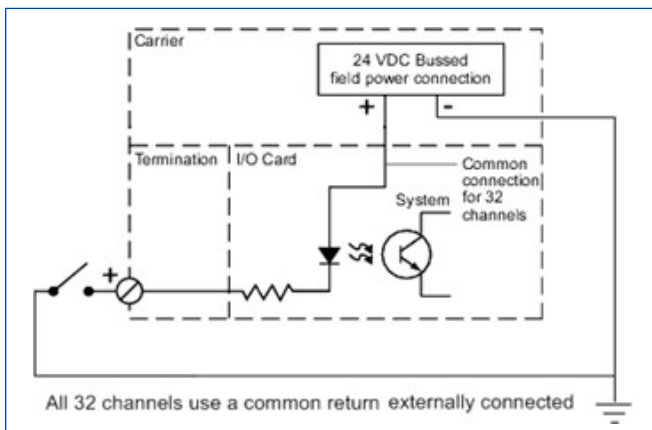 Carrier
24 VDC Bussed
field power connection
+ -
Termination
I/O Card
Common
connection
for 32
channels
System
+
All 32 channels use a common return externally connected